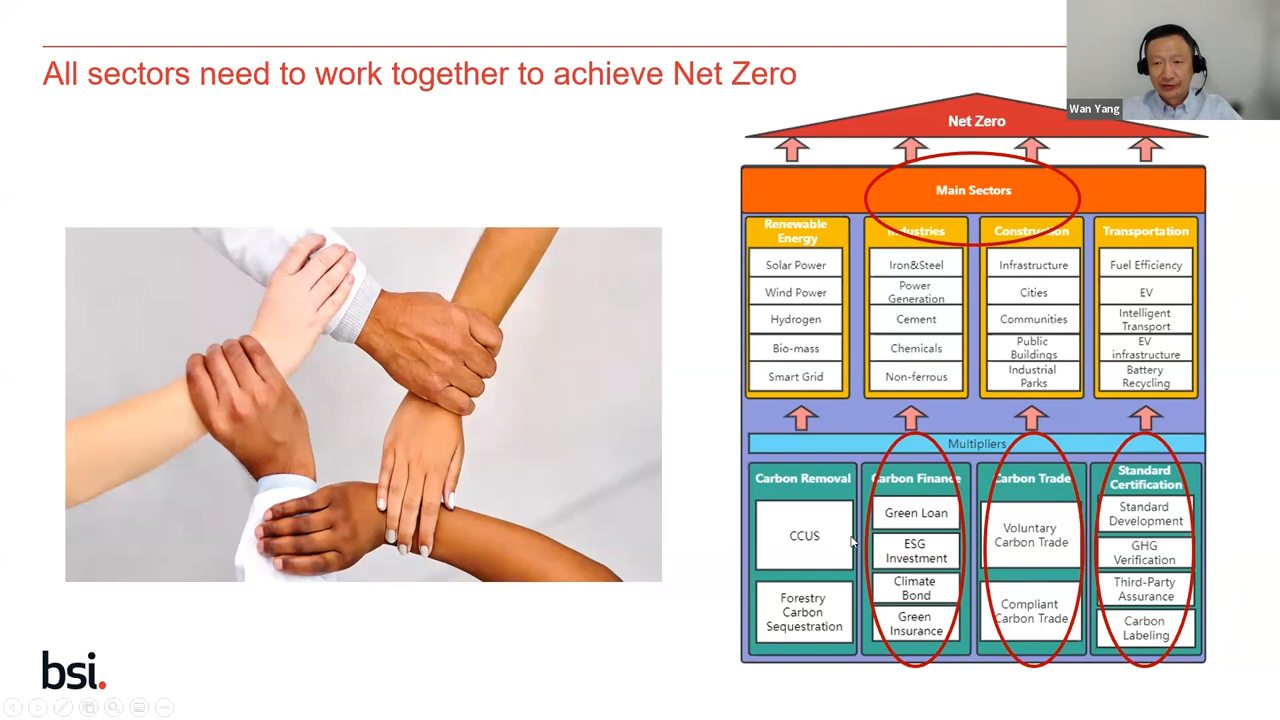 All sectors need to work together to achieve Net Zero
Wan Yang
Net Zero
Main Sectors
Renewable
Energy
Solar Power
Wind Power
Hydrogen
Bio-mass
Smart Grid
Industries
Iron&Steel
Power
Generation
Cement
Chemicals
Non-ferrous
Construction
Infrastructure
Cities
Communities
Public
Buildings
Industrial
Parks
Transportation
Fuel Efficiency
EV
Intelligent
Transport
EV
infrastructure
Battery
Recycling
Multipliers
Carbon Removal
CCUS
Forestry
Carbon
Sequestration
Carbon Finance
Green Loan
ESG
Investment
Climate
Bond
Green
Insurance
Carbon Trade
Voluntary
Carbon Trade
Compliant
Carbon Trade
Standard
Certification
Standard
Development
GHG
Verification
Third-Party
Assurance
Carbon
Labeling
bsi.